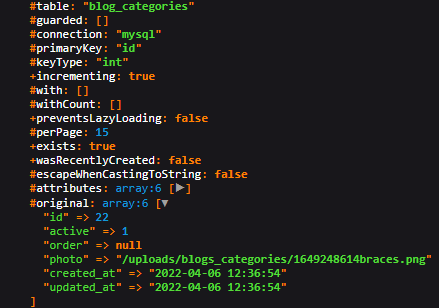 #table: "blog_categories"
#guarded: []
#connection: "mysql"
#primaryKey: "id"
#keyType: "int"
+incrementing: true
#with: []
#withCount: []
+preventsLazyLoading: false
#perPage: 15
+exists: true
+wasRecentlyCreated: false
#escapeWhenCastingToString: false
#attributes: array:6 [▶]
#original: array:6 [▼
"id" => 22
"active" => 1
"order" => null
"photo" => "/uploads/blogs_categories/1649248614braces.png"
"created_at" => "2022-04-06 12:36:54"
"updated_at" => "2022-04-06 12:36:54"
]